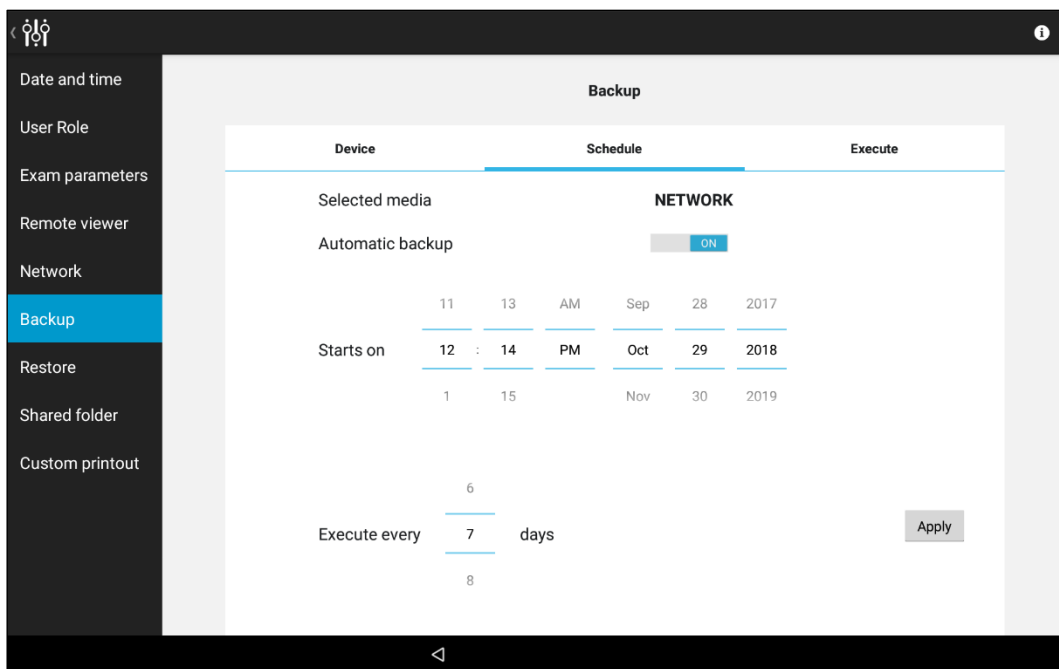 Date and time
User Role
Exam parameters
Remote viewer
Network
Backup
Restore
Shared folder
Custom printout
Backup
Device Schedule Execute
Selected media NETWORK
Automatic backup ON
11 13 AM Sep 28 2017
Starts on 12 : 14 PM Oct 29 2018
1 15 Nov 30 2019
6
Execute every 7 days
Apply
8